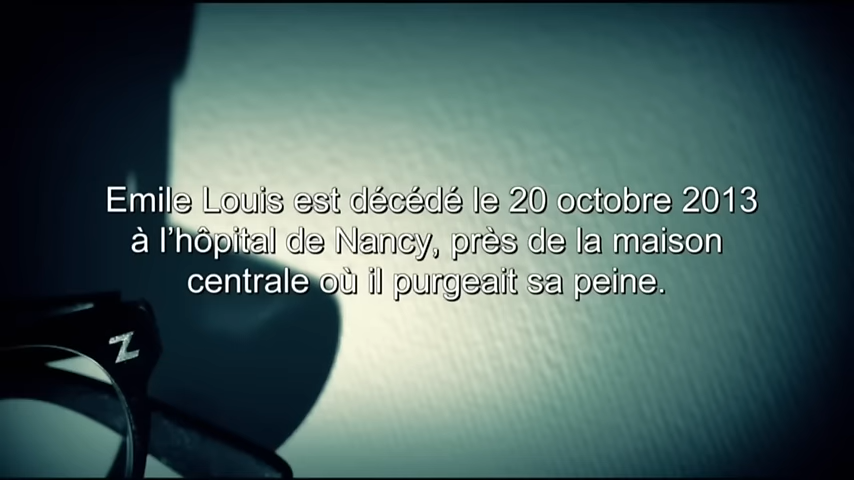 Emile Louis est décédé le 20 octobre 2013
à l'hôpital de Nancy, près de la maison
centrale où il purgeait sa peine.
Z